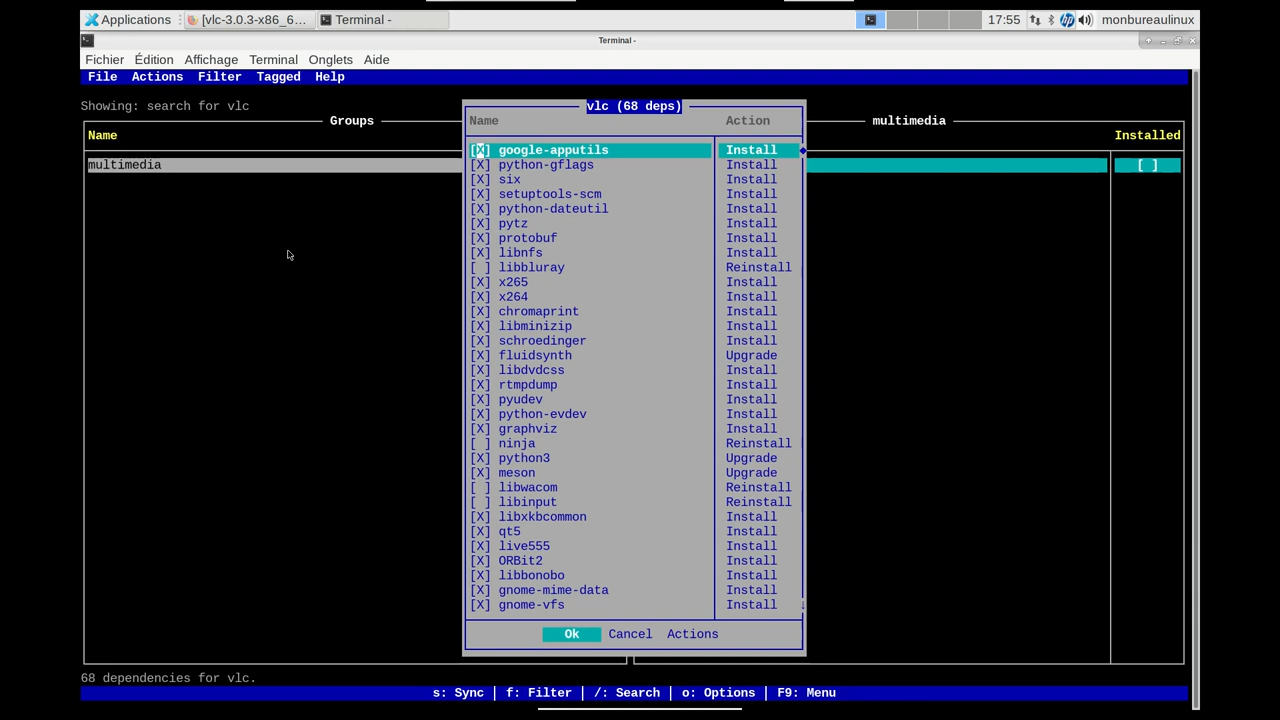 Applications [vlc-3.0.3-x86_6... Terminal - 17:55 monbureaulinux
Terminal -
Fichier Édition Affichage Terminal Onglets Aide
File Actions Filter Tagged Help
Showing: search for vlc
Groups vlc (68 deps) multimedia
Name Name Action Installed
[X] google-apputils Install
multimedia [X] python-gflags Install [ ]
[X] six Install
[X] setuptools-scm Install
[X] python-dateutil Install
[X] pytz Install
[X] protobuf Install
[X] libnfs Install
[ ] libbluray Reinstall
[X] x265 Install
[X] x264 Install
[X] chromaprint Install
[X] libminizip Install
[X] schroedinger Install
[X] fluidsynth Upgrade
[X] libdvdcss Install
[X] rtmpdump Install
[X] pyudev Install
[X] python-evdev Install
[X] graphviz Install
[ ] ninja Reinstall
[X] python3 Upgrade
[X] meson Upgrade
[ ] libwacom Reinstall
[ ] libinput Reinstall
[X] libxkbcommon Install
[X] qt5 Install
[X] live555 Install
[X] ORBit2 Install
[X] libbonobo Install
[X] gnome-mime-data Install
[X] gnome-vfs Install ↓
Ok Cancel Actions
68 dependencies for vlc.
s: Sync | f: Filter | /: Search | o: Options | F9: Menu